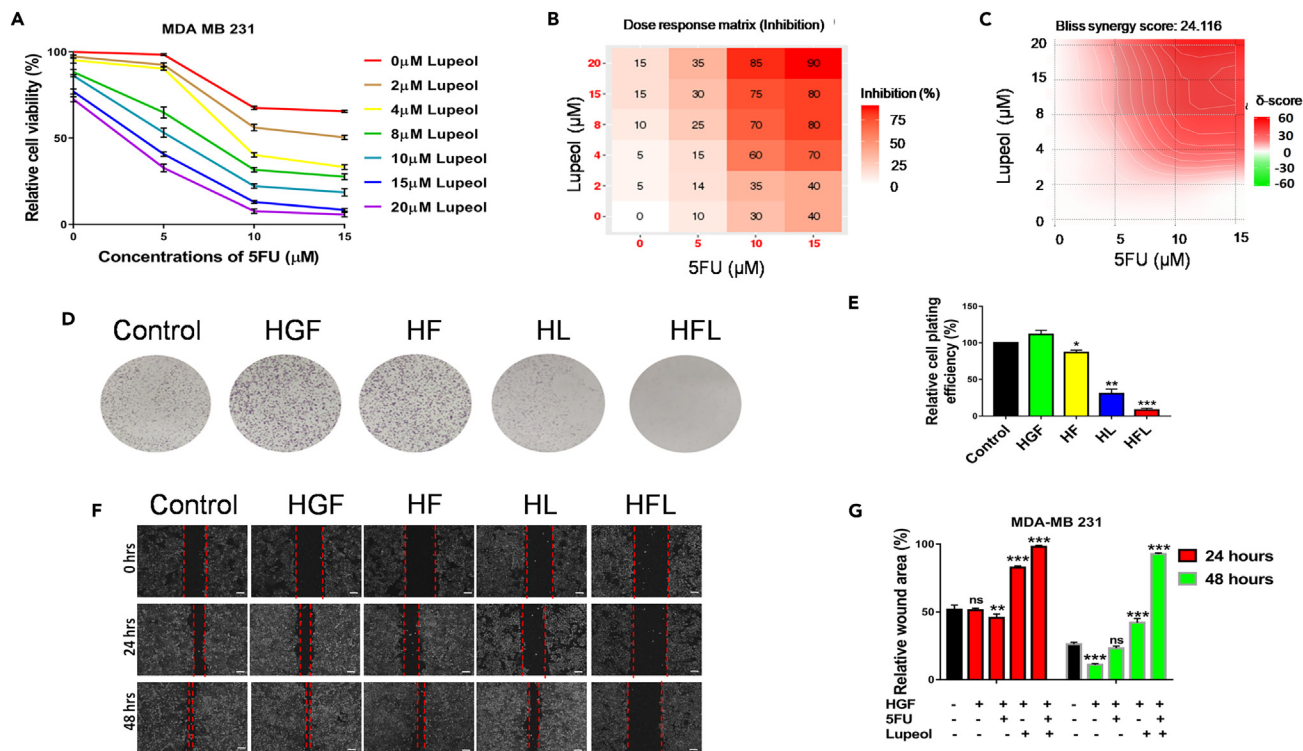 A
MDA MB 231
Relative cell viability (%)
100
50
0
0 5 10 15
Concentrations of 5FU (μM)
0μM Lupeol
2μM Lupeol
4μM Lupeol
8μM Lupeol
10μM Lupeol
15μM Lupeol
20μM Lupeol
B
Dose response matrix (Inhibition)
Lupeol (μM)
20 15 35 85 90
15 15 30 75 80
8 10 25 70 80
4 5 15 60 70
2 5 14 35 40
0 0 10 30 40
0 5 10 15
5FU (μM)
Inhibition (%)
75
50
25
0
C
Bliss synergy score: 24.116
Lupeol (μM)
20
15
8
4
2
0
0 5 10 15
5FU (μM)
δ-score
60
30
0
-30
-60
D
Control HGF HF HL HFL
E
Relative cell plating
efficiency (%)
150
100
50
0
* ** ***
Control HGF HF HL HFL
F
Control HGF HF HL HFL
0 hrs
24 hrs
48 hrs
G
MDA-MB 231
Relative wound area (%)
100
50
0
ns ** *** *** *** ns *** ***
24 hours
48 hours
HGF - + + + + - + + + +
5FU - - + - + - - + - +
Lupeol - - - + + - - - + +